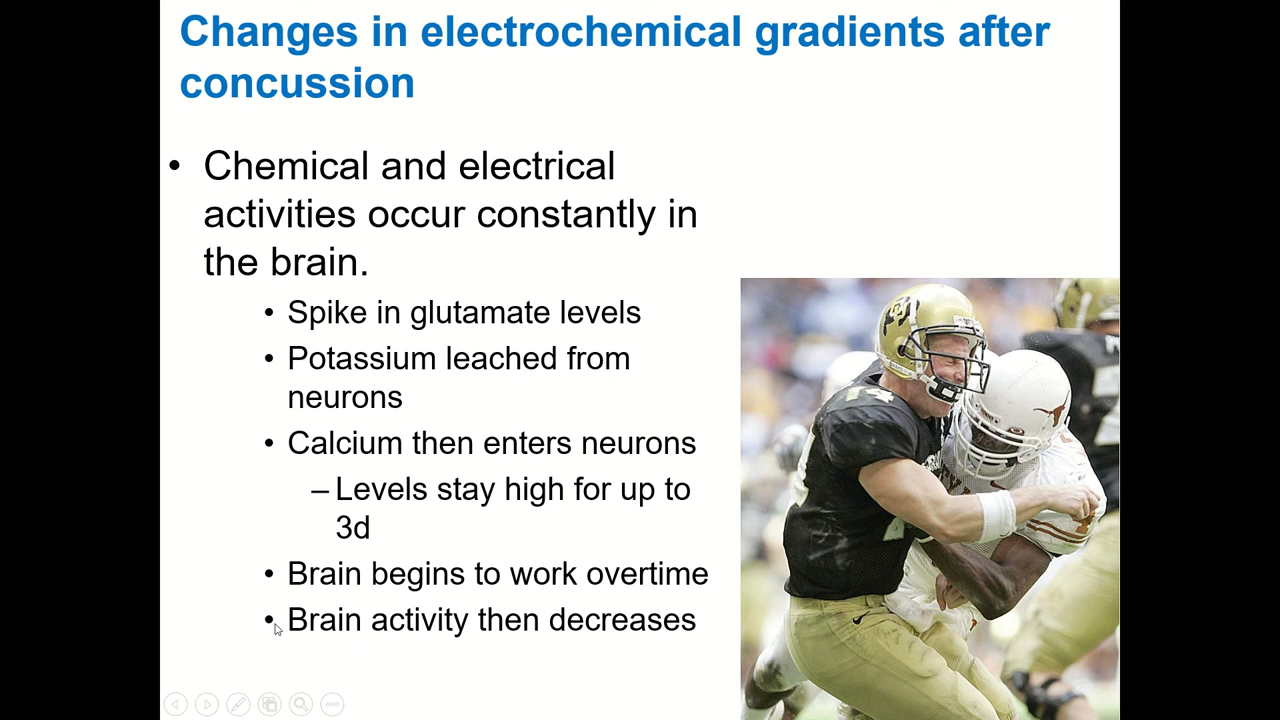 Changes in electrochemical gradients after
concussion
• Chemical and electrical
activities occur constantly in
the brain.
• Spike in glutamate levels
• Potassium leached from
neurons
• Calcium then enters neurons
– Levels stay high for up to
3d
• Brain begins to work overtime
• Brain activity then decreases
14